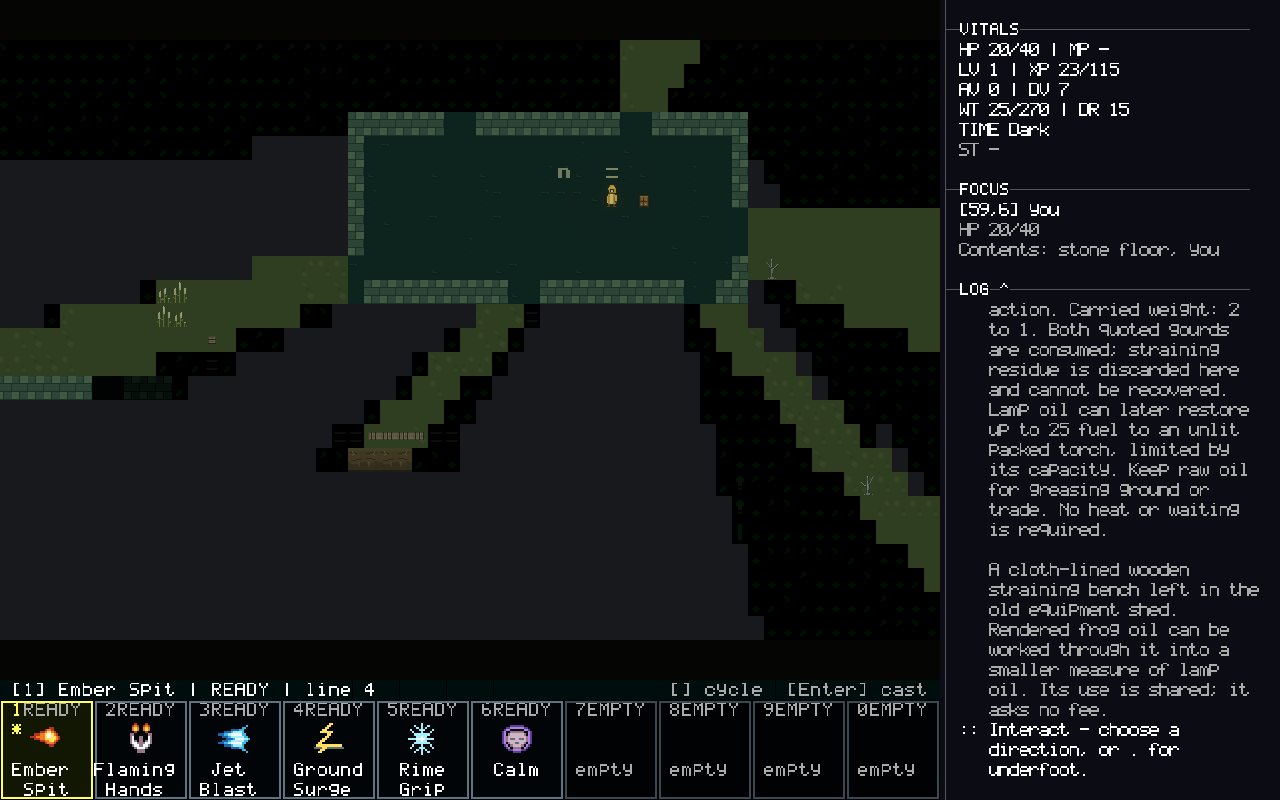 VITALS
HP 20/40 | MP -
LV 1 | XP 23/115
AV 0 | DV 7
WT 25/270 | DR 15
TIME Dark
ST -
FOCUS
[59,6] You
HP 20/40
Contents: stone floor, You
LOG ^
action. Carried weight: 2
to 1. Both quoted gourds
are consumed; straining
residue is discarded here
and cannot be recovered.
Lamp oil can later restore
up to 25 fuel to an unlit
packed torch, limited by
its capacity. Keep raw oil
for greasing ground or
trade. No heat or waiting
is required.
A cloth-lined wooden
straining bench left in the
old equipment shed.
Rendered frog oil can be
worked through it into a
smaller measure of lamp
oil. Its use is shared; it
asks no fee.
:: Interact - choose a
direction, or . for
underfoot.
n =
[1] Ember Spit | READY | line 4
[] cycle [Enter] cast
1READY 2READY 3READY 4READY 5READY 6READY 7EMPTY 8EMPTY 9EMPTY 0EMPTY
*
Ember Spit
Flaming Hands
Jet Blast
Ground Surge
Rime Grip
Calm
empty
empty
empty
empty